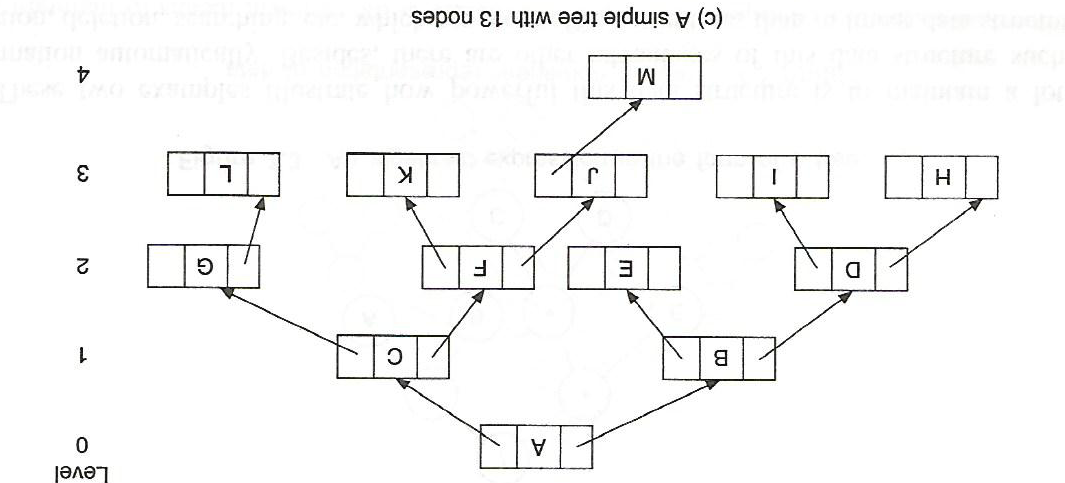 Level
0 A
1 B C
2 D E F G
3 H I J K L
4 M
(c) A simple tree with 13 nodes